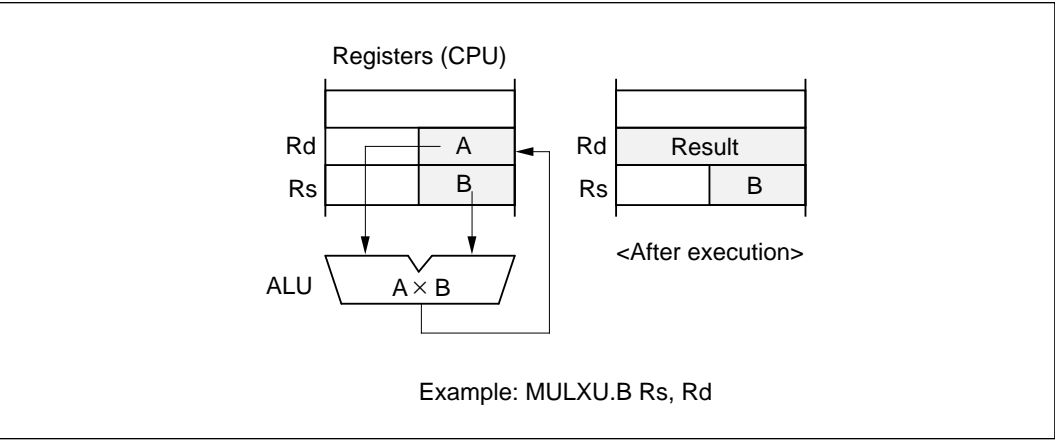 Registers (CPU)
Rd A Rd Result
Rs B Rs B
<After execution>
ALU A × B
Example: MULXU.B Rs, Rd